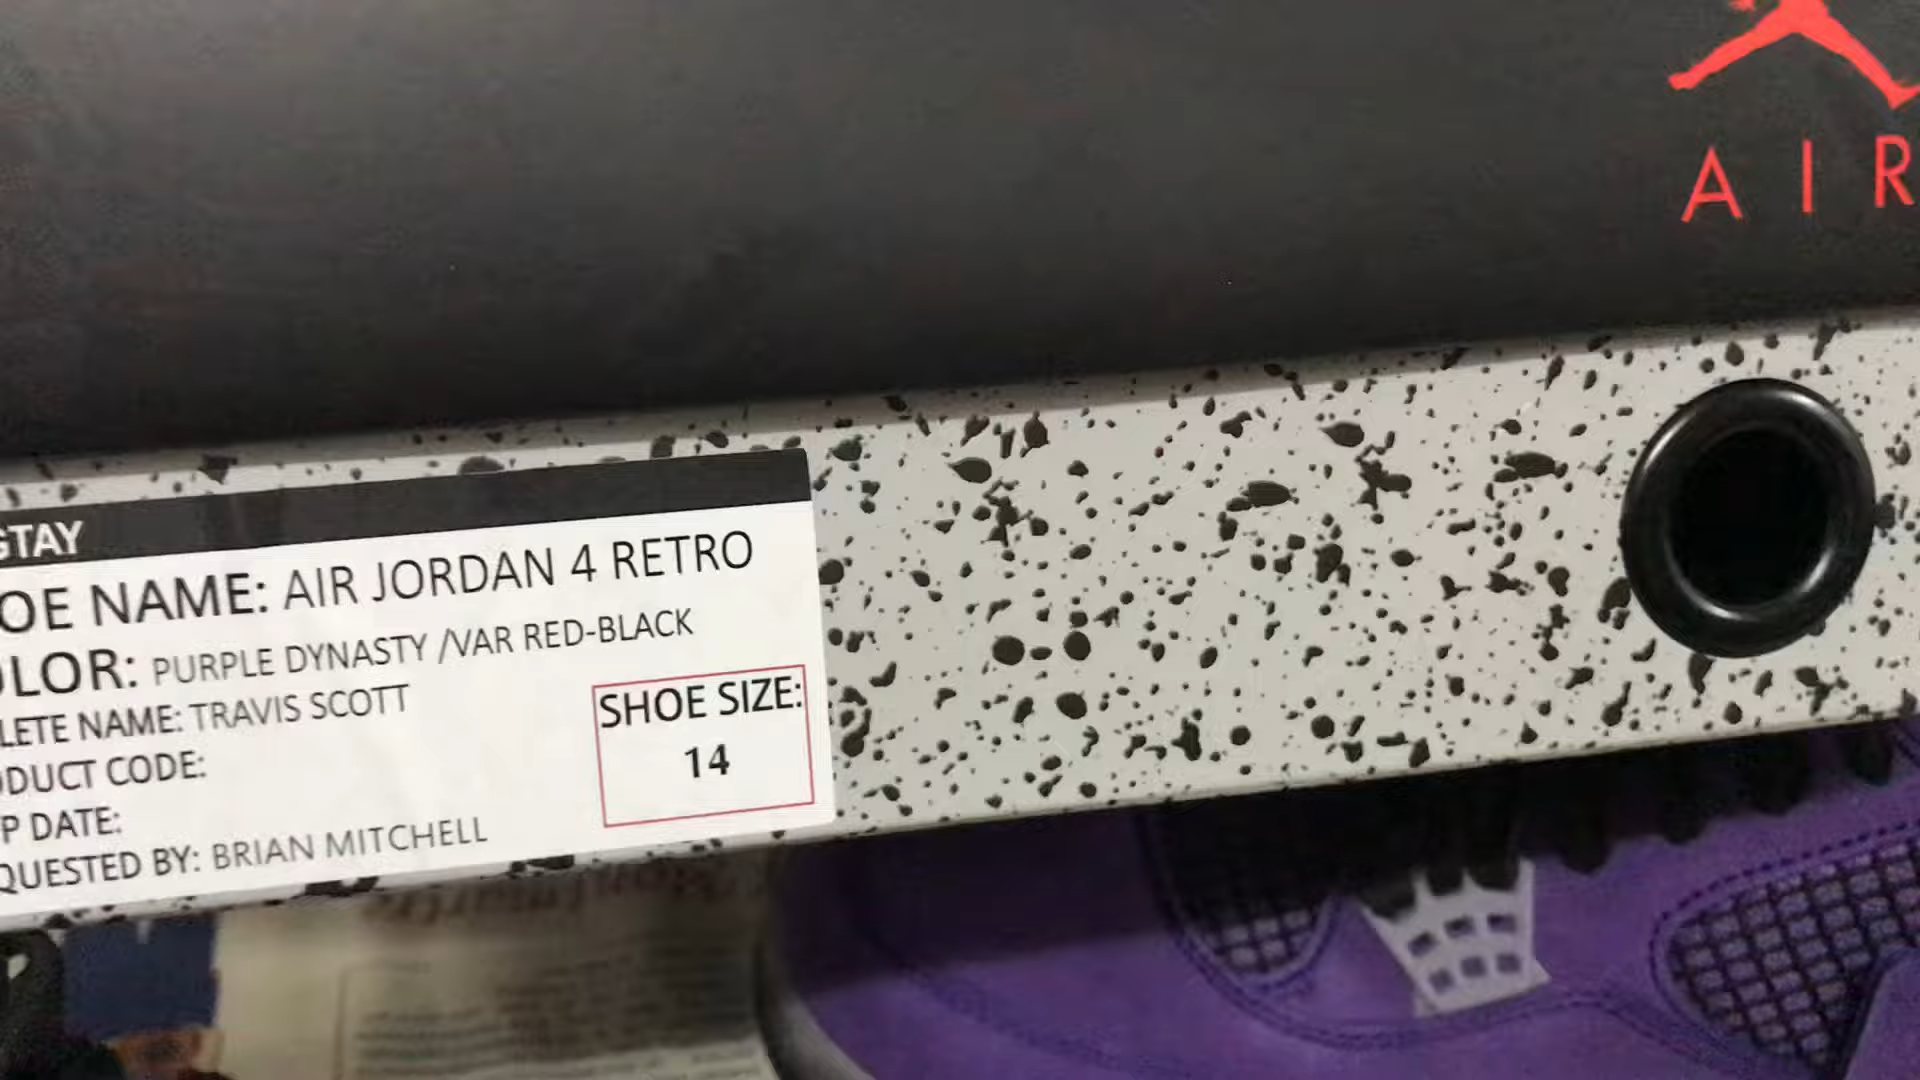 AIR
GTAY
OE NAME: AIR JORDAN 4 RETRO
OLOR: PURPLE DYNASTY /VAR RED-BLACK
LETE NAME: TRAVIS SCOTT
DUCT CODE:
P DATE:
QUESTED BY: BRIAN MITCHELL
SHOE SIZE:
14